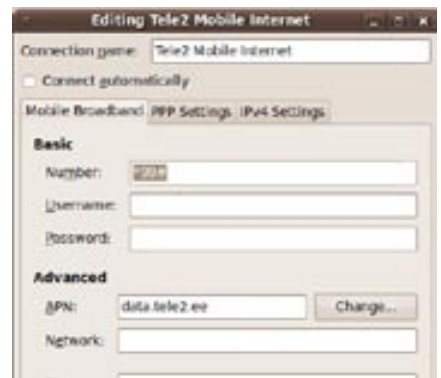 Editing Tele2 Mobile Internet
Connection name: Tele2 Mobile Internet
Connect automatically
Mobile Broadband PPP Settings IPv4 Settings
Basic
Number:
Username:
Password:
Advanced
APN: data.tele2.ee Change...
Network: